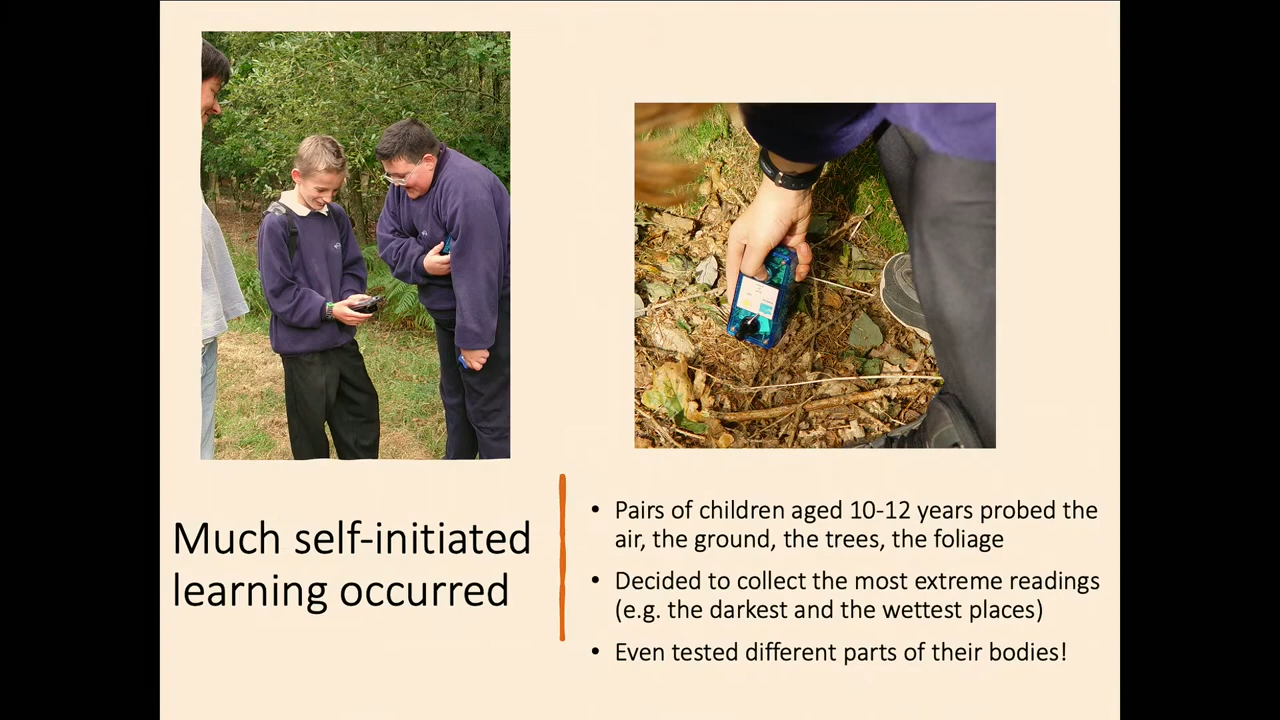 Much self-initiated
learning occurred
• Pairs of children aged 10-12 years probed the
air, the ground, the trees, the foliage
• Decided to collect the most extreme readings
(e.g. the darkest and the wettest places)
• Even tested different parts of their bodies!